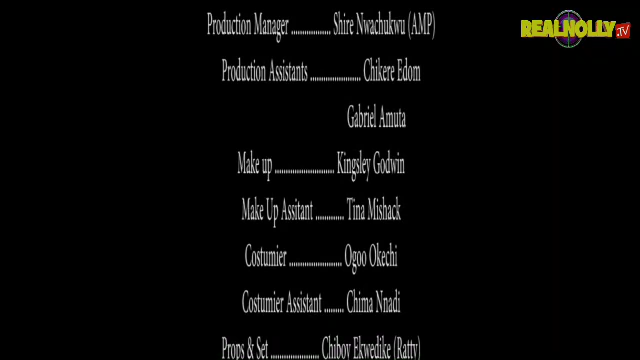 REALNOLLY.TV
Production Manager ................ Shire Nwachukwu (AMP)
Production Assistants .................... Chikere Edom
Gabriel Amuta
Make up ........................ Kingsley Godwin
Make Up Assitant ........... Tina Mishack
Costumier ..................... Ogoo Okechi
Costumier Assistant ........ Chima Nnadi
Props & Set ................... Chiboy Ekwedike (Ratty)